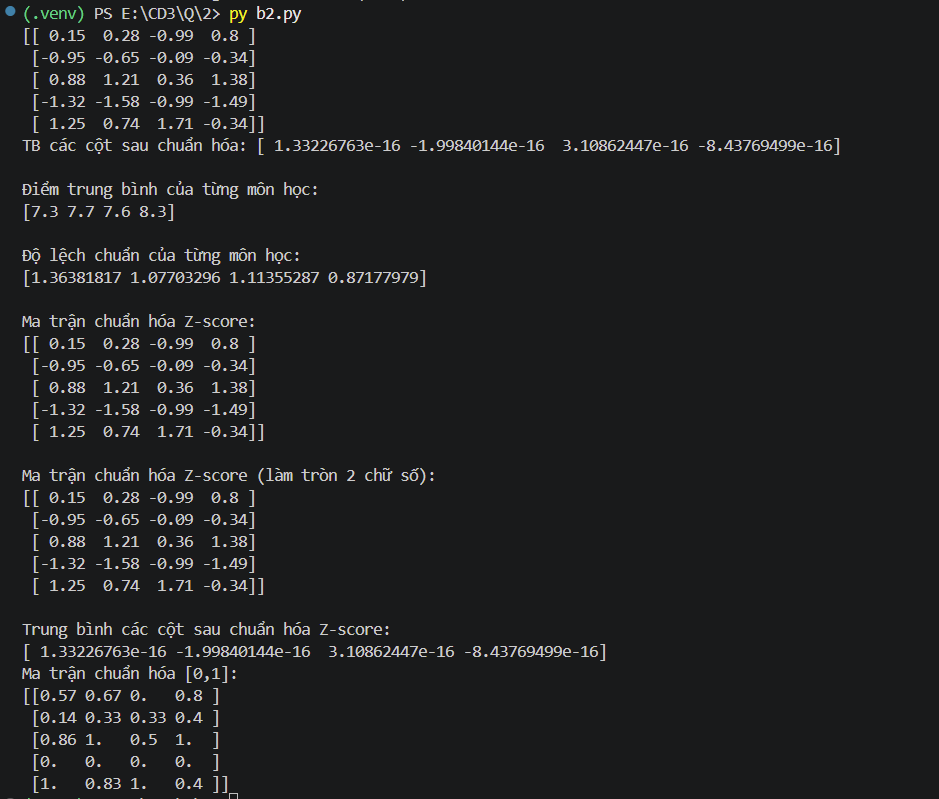 (.venv) PS E:\CD3\Q\2> py b2.py
[[ 0.15  0.28 -0.99  0.8 ]
 [-0.95 -0.65 -0.09 -0.34]
 [ 0.88  1.21  0.36  1.38]
 [-1.32 -1.58 -0.99 -1.49]
 [ 1.25  0.74  1.71 -0.34]]
TB các cột sau chuẩn hóa: [ 1.33226763e-16 -1.99840144e-16  3.10862447e-16 -8.43769499e-16]
Điểm trung bình của từng môn học:
[7.3 7.7 7.6 8.3]
Độ lệch chuẩn của từng môn học:
[1.36381817 1.07703296 1.11355287 0.87177979]
Ma trận chuẩn hóa Z-score:
[[ 0.15  0.28 -0.99  0.8 ]
 [-0.95 -0.65 -0.09 -0.34]
 [ 0.88  1.21  0.36  1.38]
 [-1.32 -1.58 -0.99 -1.49]
 [ 1.25  0.74  1.71 -0.34]]
Ma trận chuẩn hóa Z-score (làm tròn 2 chữ số):
[[ 0.15  0.28 -0.99  0.8 ]
 [-0.95 -0.65 -0.09 -0.34]
 [ 0.88  1.21  0.36  1.38]
 [-1.32 -1.58 -0.99 -1.49]
 [ 1.25  0.74  1.71 -0.34]]
Trung bình các cột sau chuẩn hóa Z-score:
[ 1.33226763e-16 -1.99840144e-16  3.10862447e-16 -8.43769499e-16]
Ma trận chuẩn hóa [0,1]:
[[0.57 0.67 0.   0.8 ]
 [0.14 0.33 0.33 0.4 ]
 [0.86 1.   0.5  1.  ]
 [0.   0.   0.   0.  ]
 [1.   0.83 1.   0.4 ]]